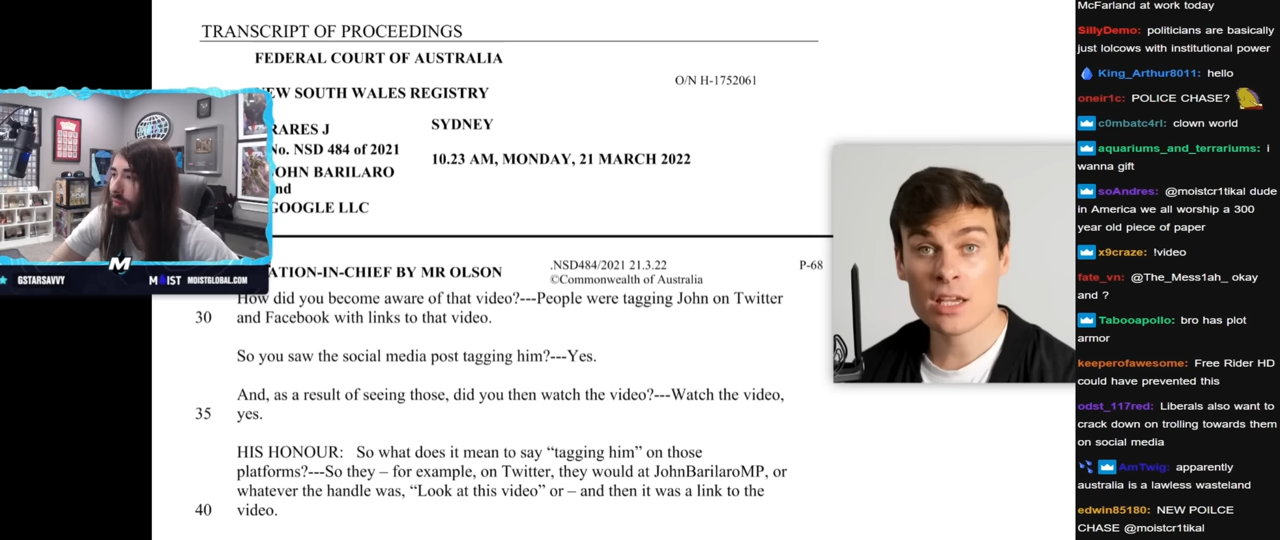 TRANSCRIPT OF PROCEEDINGS
FEDERAL COURT OF AUSTRALIA
O/N H-1752061
EW SOUTH WALES REGISTRY
RARES J
SYDNEY
No. NSD 484 of 2021
10.23 AM, MONDAY, 21 MARCH 2022
OHN BARILARO
nd
GOOGLE LLC
ATION-IN-CHIEF BY MR OLSON
.NSD484/2021 21.3.22
P-68
©Commonwealth of Australia
How did you become aware of that video?---People were tagging John on Twitter
30 and Facebook with links to that video.
So you saw the social media post tagging him?---Yes.
And, as a result of seeing those, did you then watch the video?---Watch the video,
35 yes.
HIS HONOUR: So what does it mean to say “tagging him” on those
platforms?---So they – for example, on Twitter, they would at JohnBarilaroMP, or
whatever the handle was, “Look at this video” or – and then it was a link to the
40 video.
M
GSTARSAVVY
MOIST MOISTGLOBAL.COM
McFarland at work today
SillyDemo: politicians are basically
just lolcows with institutional power
King_Arthur8011: hello
oneir1c: POLICE CHASE?
c0mbatc4rl: clown world
aquariums_and_terrariums: i
wanna gift
soAndres: @moistcr1tikal dude
in America we all worship a 300
year old piece of paper
x9craze: !video
fate_vn: @The_Mess1ah_ okay
and ?
Tabooapollo: bro has plot
armor
keeperofawesome: Free Rider HD
could have prevented this
odst_117red: Liberals also want to
crack down on trolling towards them
on social media
AmTwig: apparently
australia is a lawless wasteland
edwin85180: NEW POILCE
CHASE @moistcr1tikal